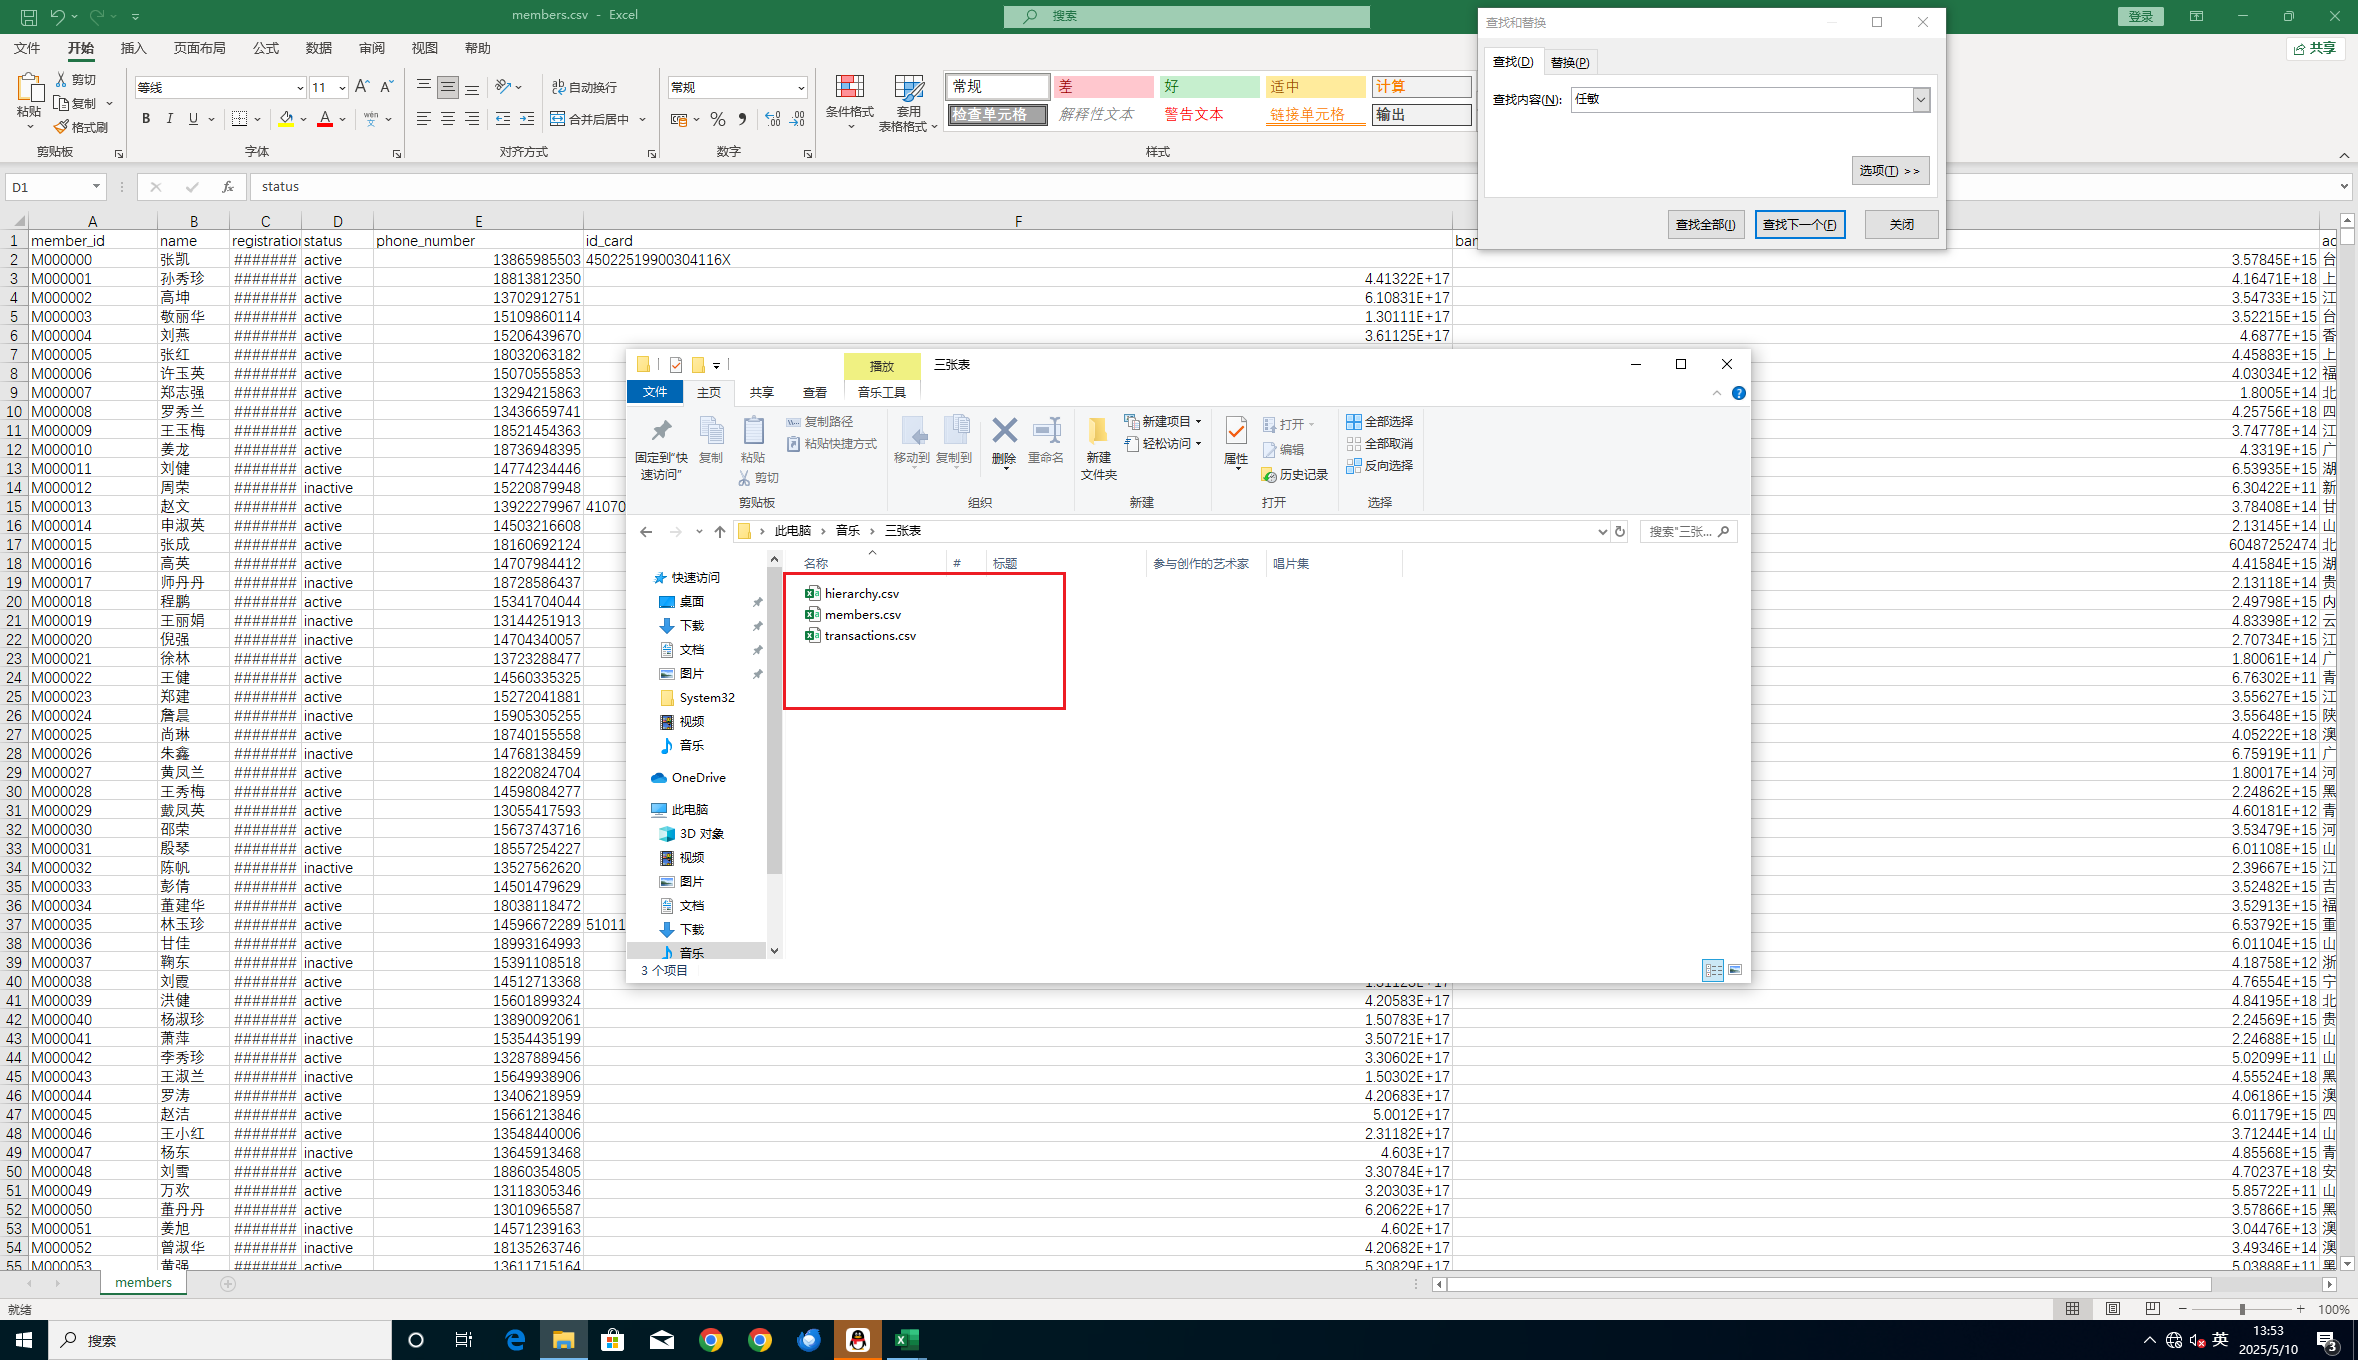 members.csv - Excel
搜索
登录
文件 开始 插入 页面布局 公式 数据 审阅 视图 帮助
共享
粘贴
剪切
复制
格式刷
剪贴板
等线 11
B I U
字体
自动换行
合并后居中
对齐方式
常规
数字
条件格式
套用
表格格式
常规 差 好 适中 计算
检查单元格 解释性文本 警告文本 链接单元格 输出
样式
查找和替换
查找(D) 替换(P)
查找内容(N): 任敏
选项(T) >>
查找全部(I) 查找下一个(F) 关闭
D1 fx status
A B C D E F
1 member_id name registration status phone_number id_card ban
2 M000000 张凯 ####### active 13865985503 45022519900304116X 3.57845E+15 台
3 M000001 孙秀珍 ####### active 18813812350 4.41322E+17 4.16471E+18 上
4 M000002 高坤 ####### active 13702912751 6.10831E+17 3.54733E+15 江
5 M000003 敬丽华 ####### active 15109860114 1.30111E+17 3.52215E+15 台
6 M000004 刘燕 ####### active 15206439670 3.61125E+17 4.6877E+15 香
7 M000005 张红 ####### active 18032063182 4.45883E+15 上
8 M000006 许玉英 ####### active 15070555853 4.03034E+12 福
9 M000007 郑志强 ####### active 13294215863 1.8005E+14 北
10 M000008 罗秀兰 ####### active 13436659741 4.25756E+18 四
11 M000009 王玉梅 ####### active 18521454363 3.74778E+14 江
12 M000010 姜龙 ####### active 18736948395 4.3319E+15 广
13 M000011 刘健 ####### active 14774234446 6.53935E+15 湖
14 M000012 周荣 ####### inactive 15220879948 6.30422E+11 新
15 M000013 赵文 ####### active 13922279967 41070 3.78408E+14 甘
16 M000014 申淑英 ####### active 14503216608 2.13145E+14 山
17 M000015 张成 ####### active 18160692124 60487252474 北
18 M000016 高英 ####### active 14707984412 4.41584E+15 湖
19 M000017 师丹丹 ####### inactive 18728586437 2.13118E+14 贵
20 M000018 程鹏 ####### active 15341704044 2.49798E+15 内
21 M000019 王丽娟 ####### inactive 13144251913 4.83398E+12 云
22 M000020 倪强 ####### inactive 14704340057 2.70734E+15 江
23 M000021 徐林 ####### active 13723288477 1.80061E+14 广
24 M000022 王健 ####### active 14560335325 6.76302E+11 青
25 M000023 郑建 ####### active 15272041881 3.55627E+15 江
26 M000024 詹晨 ####### inactive 15905305255 3.55648E+15 陕
27 M000025 尚琳 ####### active 18740155558 4.05222E+18 澳
28 M000026 朱鑫 ####### inactive 14768138459 6.75919E+11 广
29 M000027 黄凤兰 ####### active 18220824704 1.80017E+14 河
30 M000028 王秀梅 ####### active 14598084277 2.24862E+15 黑
31 M000029 戴凤英 ####### active 13055417593 4.60181E+12 青
32 M000030 邵荣 ####### active 15673743716 3.53479E+15 河
33 M000031 殷琴 ####### active 18557254227 6.01108E+15 山
34 M000032 陈帆 ####### inactive 13527562620 2.39667E+15 江
35 M000033 彭倩 ####### active 14501479629 3.52482E+15 吉
36 M000034 董建华 ####### active 18038118472 3.52913E+15 福
37 M000035 林玉珍 ####### active 14596672289 51011 6.53792E+15 重
38 M000036 甘佳 ####### active 18993164993 6.01104E+15 山
39 M000037 鞠东 ####### inactive 15391108518 4.18758E+12 浙
40 M000038 刘霞 ####### active 14512713368 4.76554E+15 宁
41 M000039 洪健 ####### active 15601899324 4.20583E+17 4.84195E+18 北
42 M000040 杨淑珍 ####### active 13890092061 1.50783E+17 2.24569E+15 贵
43 M000041 萧萍 ####### inactive 15354435199 3.50721E+17 2.24688E+15 山
44 M000042 李秀珍 ####### active 13287889456 3.30602E+17 5.02099E+11 山
45 M000043 王淑兰 ####### inactive 15649938906 1.50302E+17 4.55524E+18 黑
46 M000044 罗涛 ####### active 13406218959 4.20683E+17 4.06186E+15 澳
47 M000045 赵洁 ####### active 15661213846 5.0012E+17 6.01179E+15 四
48 M000046 王小红 ####### active 13548440006 2.31182E+17 3.71244E+14 山
49 M000047 杨东 ####### inactive 13645913468 4.603E+17 4.85568E+15 青
50 M000048 刘雪 ####### active 18860354805 3.30784E+17 4.70237E+18 安
51 M000049 万欢 ####### active 13118305346 3.20303E+17 5.85722E+11 山
52 M000050 董丹丹 ####### active 13010965587 6.20622E+17 3.57866E+15 黑
53 M000051 姜旭 ####### inactive 14571239163 4.602E+17 3.04476E+13 澳
54 M000052 曾淑华 ####### inactive 18135263746 4.20682E+17 3.49346E+14 澳
55 M000053 黄强 ####### active 13611715164 5.30829E+17 5.03888E+11 黑
播放 三张表
文件 主页 共享 查看 音乐工具
固定到"快
速访问"
复制
粘贴
复制路径
粘贴快捷方式
剪切
剪贴板
移动到 复制到 删除 重命名
组织
新建
文件夹
新建项目
轻松访问
新建
属性
打开
编辑
历史记录
打开
全部选择
全部取消
反向选择
选择
此电脑 › 音乐 › 三张表
搜索"三张...
名称 # 标题 参与创作的艺术家 唱片集
hierarchy.csv
members.csv
transactions.csv
快速访问
桌面
下载
文档
图片
System32
视频
音乐
OneDrive
此电脑
3D 对象
视频
图片
文档
下载
音乐
3 个项目
members
就绪
100%
搜索
英
13:53
2025/5/10
3